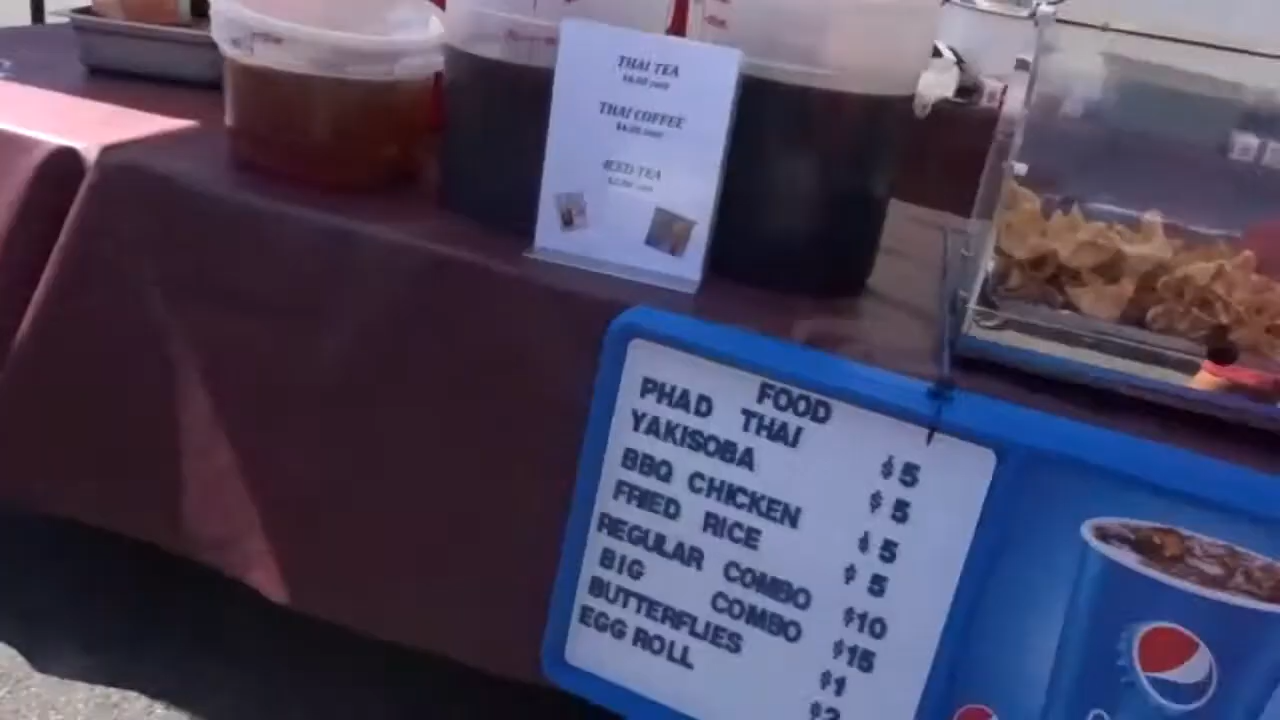 THAI TEA
THAI COFFEE
ICED TEA
FOOD
PHAD THAI $5
YAKISOBA $5
BBQ CHICKEN $5
FRIED RICE $5
REGULAR COMBO $10
BIG COMBO $15
BUTTERFLIES $1
EGG ROLL